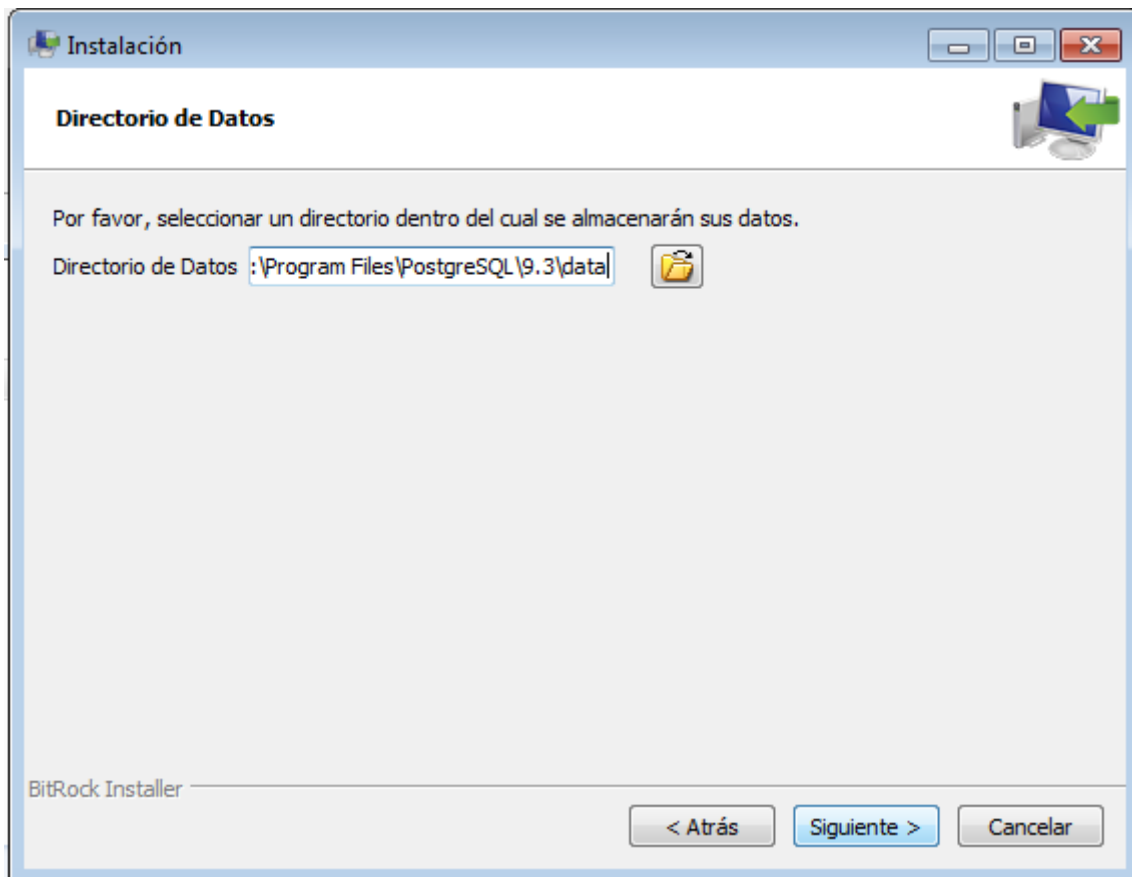 Instalación
Directorio de Datos
Por favor, seleccionar un directorio dentro del cual se almacenarán sus datos.
Directorio de Datos :\Program Files\PostgreSQL\9.3\data
BitRock Installer
< Atrás Siguiente > Cancelar